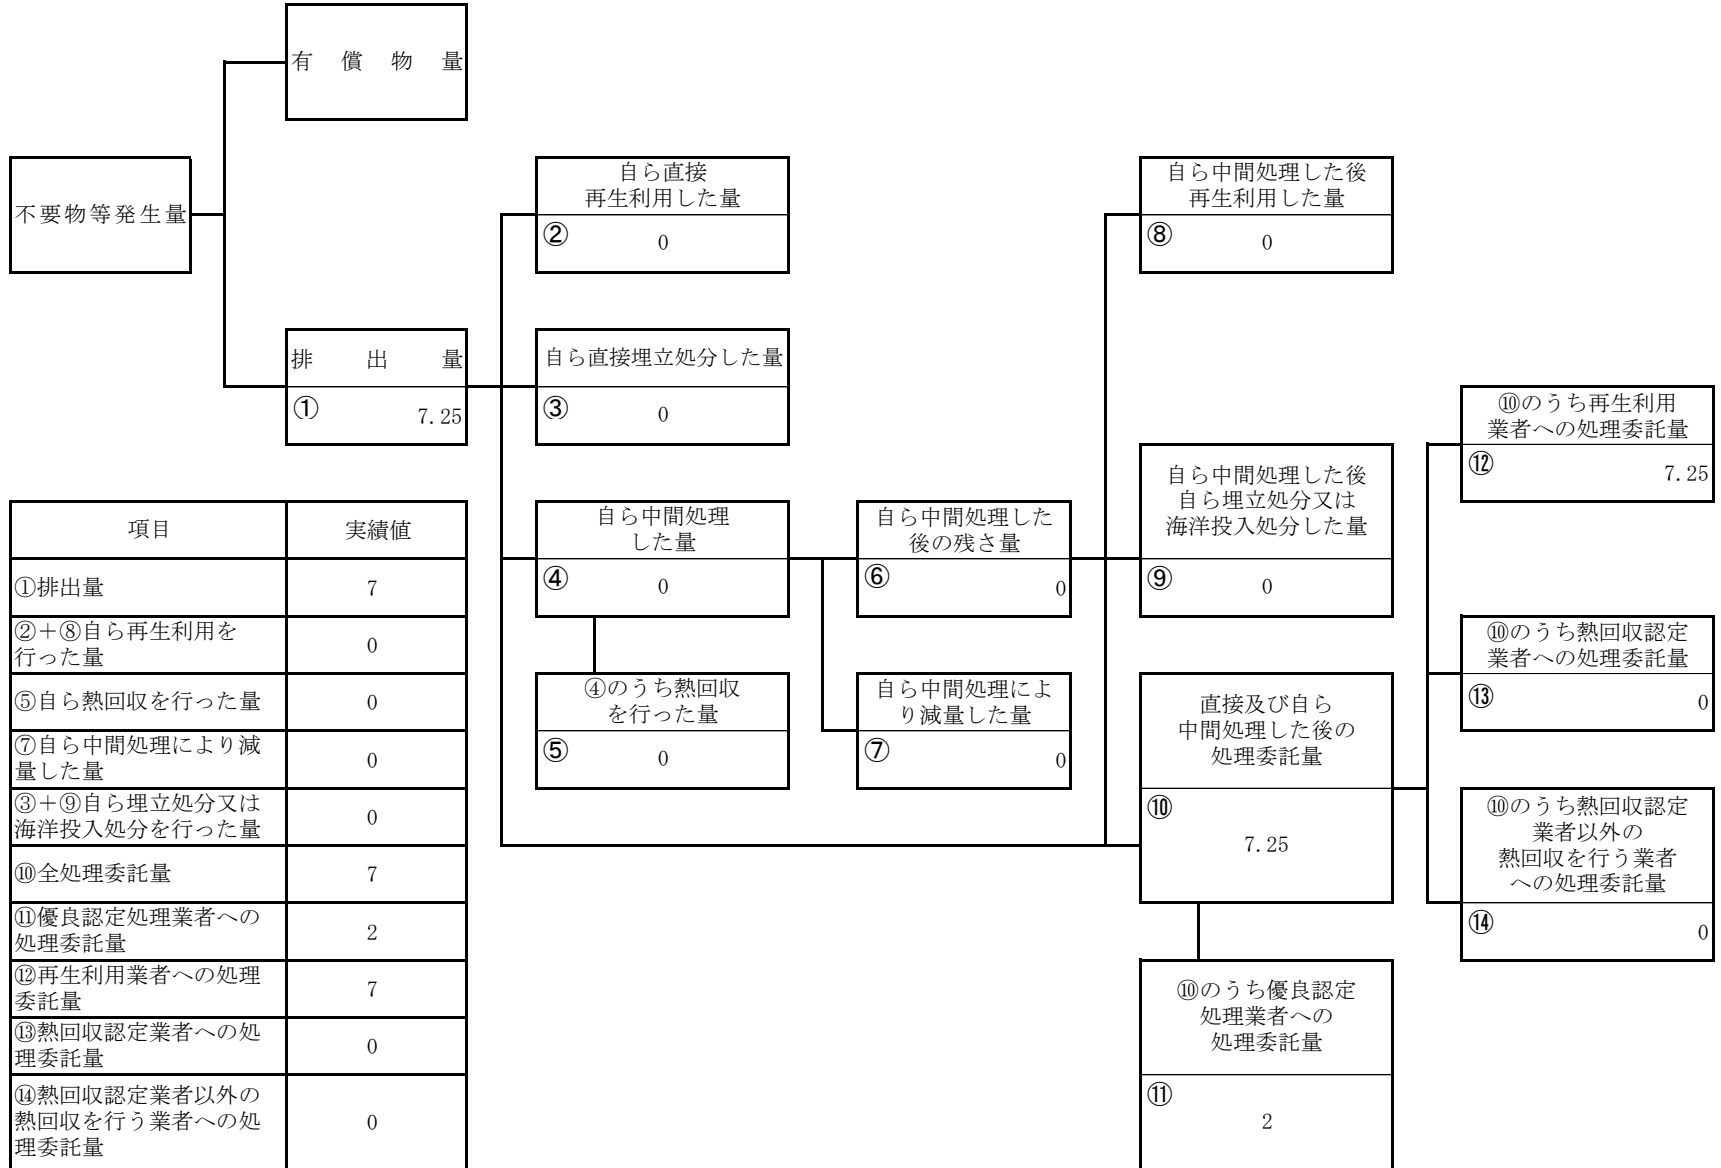 有償物量
不要物等発生量
排出量
①
7.25
自ら直接
再生利用した量
②
0
自ら直接埋立処分した量
③
0
自ら中間処理
した量
④
0
④のうち熱回収
を行った量
⑤
0
自ら中間処理した
後の残さ量
⑥
0
自ら中間処理によ
り減量した量
⑦
0
自ら中間処理した後
再生利用した量
⑧
0
自ら中間処理した後
自ら埋立処分又は
海洋投入処分した量
⑨
0
直接及び自ら
中間処理した後の
処理委託量
⑩
7.25
⑩のうち優良認定
処理業者への
処理委託量
⑪
2
⑩のうち再生利用
業者への処理委託量
⑫
7.25
⑩のうち熱回収認定
業者への処理委託量
⑬
0
⑩のうち熱回収認定
業者以外の
熱回収を行う業者
への処理委託量
⑭
0
項目 実績値
①排出量 7
②＋⑧自ら再生利用を
行った量 0
⑤自ら熱回収を行った量 0
⑦自ら中間処理により減
量した量 0
③＋⑨自ら埋立処分又は
海洋投入処分を行った量 0
⑩全処理委託量 7
⑪優良認定処理業者への
処理委託量 2
⑫再生利用業者への処理
委託量 7
⑬熱回収認定業者への処
理委託量 0
⑭熱回収認定業者以外の
熱回収を行う業者への処
理委託量 0